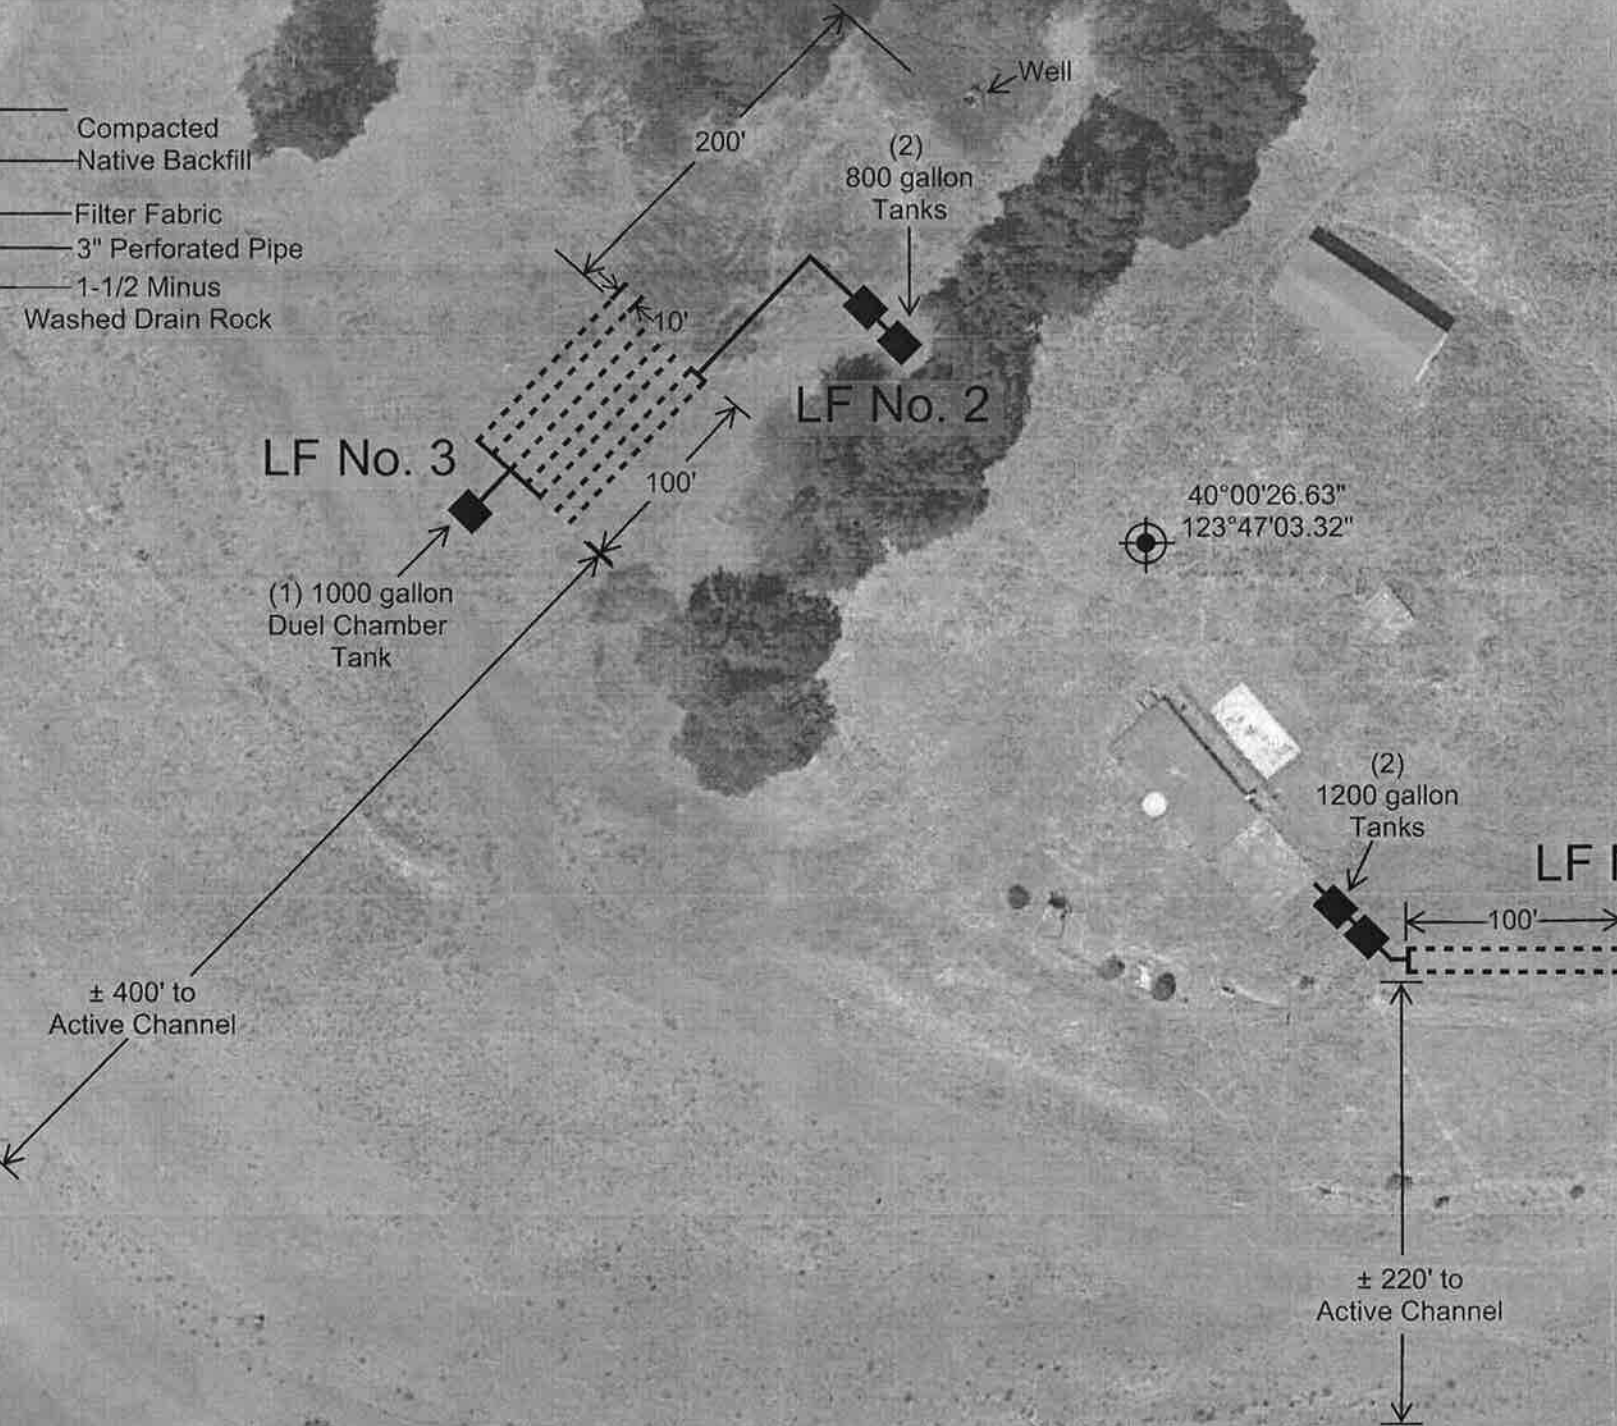 Compacted
Native Backfill
Filter Fabric
3" Perforated Pipe
1-1/2 Minus
Washed Drain Rock
200'
Well
(2)
800 gallon
Tanks
10'
LF No. 2
LF No. 3
100'
(1) 1000 gallon
Duel Chamber
Tank
40°00'26.63"
123°47'03.32"
(2)
1200 gallon
Tanks
LF
100'
± 400' to
Active Channel
± 220' to
Active Channel